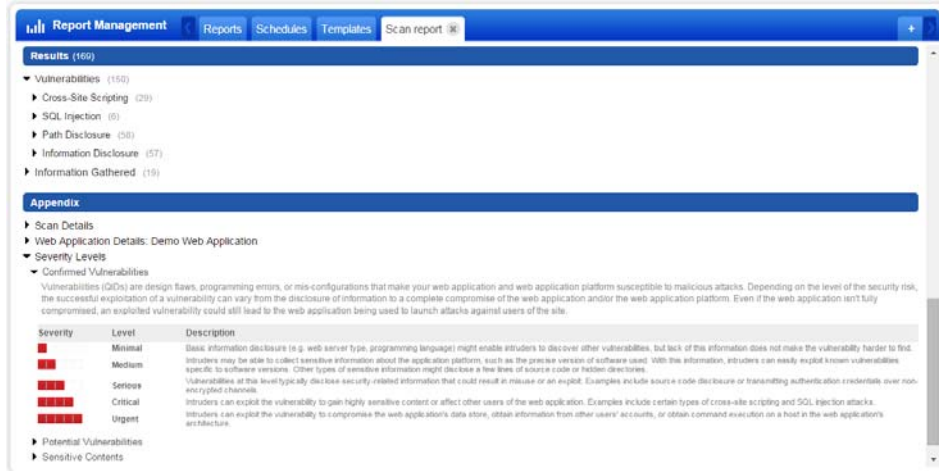 Report Management
Reports Schedules Templates Scan report
+
Results (169)
Vulnerabilities (150)
Cross-Site Scripting (29)
SQL Injection (6)
Path Disclosure (58)
Information Disclosure (57)
Information Gathered (19)
Appendix
Scan Details
Web Application Details: Demo Web Application
Severity Levels
Confirmed Vulnerabilities
Vulnerabilities (QIDs) are design flaws, programming errors, or mis-configurations that make your web application and web application platform susceptible to malicious attacks. Depending on the level of the security risk,
the successful exploitation of a vulnerability can vary from the disclosure of information to a complete compromise of the web application and/or the web application platform. Even if the web application isn't fully
compromised, an exploited vulnerability could still lead to the web application being used to launch attacks against users of the site.
Severity Level Description
Minimal Basic information disclosure (e.g. web server type, programming language) might enable intruders to discover other vulnerabilities, but lack of this information does not make the vulnerability harder to find.
Medium Intruders may be able to collect sensitive information about the application platform, such as the precise version of software used. With this information, intruders can easily exploit known vulnerabilities
specific to software versions. Other types of sensitive information might disclose a few lines of source code or hidden directories.
Serious Vulnerabilities at this level typically disclose security-related information that could result in misuse or an exploit. Examples include source code disclosure or transmitting authentication credentials over non-
encrypted channels.
Critical Intruders can exploit the vulnerability to gain highly sensitive content or affect other users of the web application. Examples include certain types of cross-site scripting and SQL injection attacks.
Urgent Intruders can exploit the vulnerability to compromise the web application's data store, obtain information from other users' accounts, or obtain command execution on a host in the web application's
architecture.
Potential Vulnerabilities
Sensitive Contents